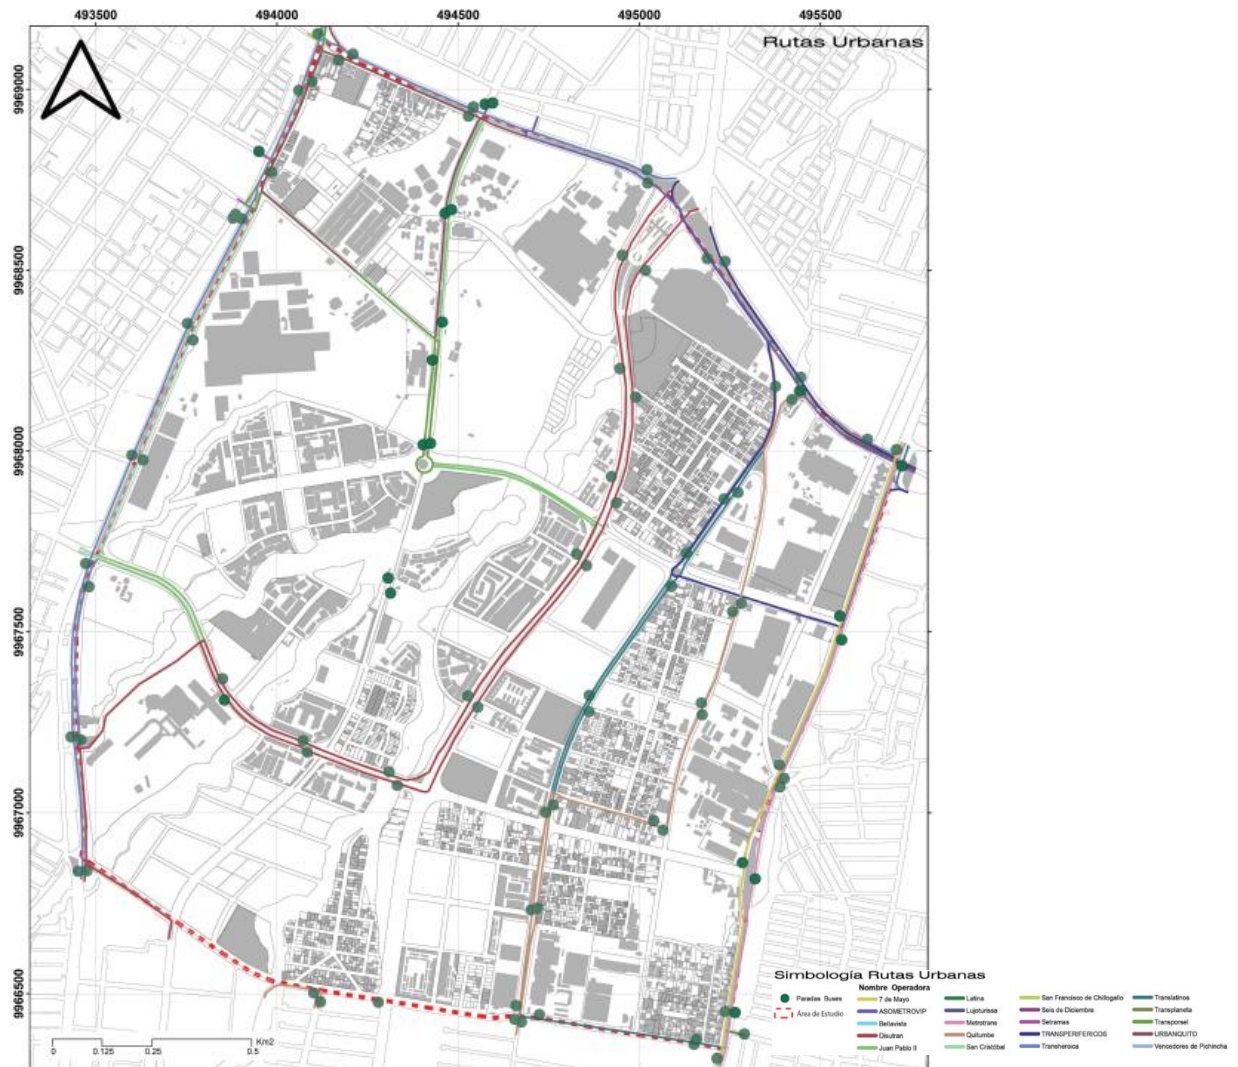 493500 494000 494500 495000 495500
Rutas Urbanas
9969000
9968500
9968000
9967500
9967000
9966500
0 0.125 0.25 0.5 Km2
Simbología Rutas Urbanas
Paradas Buses
Área de Estudio
Nombre Operadora
7 de Mayo
ASOMETROVIP
Bellavista
Disutran
Juan Pablo II
Latina
Lujoturissa
Metrotrans
Quitumbe
San Cristóbal
San Francisco de Chillogallo
Seis de Diciembre
Setramas
TRANSPERIFERICOS
Transheroica
Translatinos
Transplaneta
Transporsel
URBANQUITO
Vencedores de Pichincha